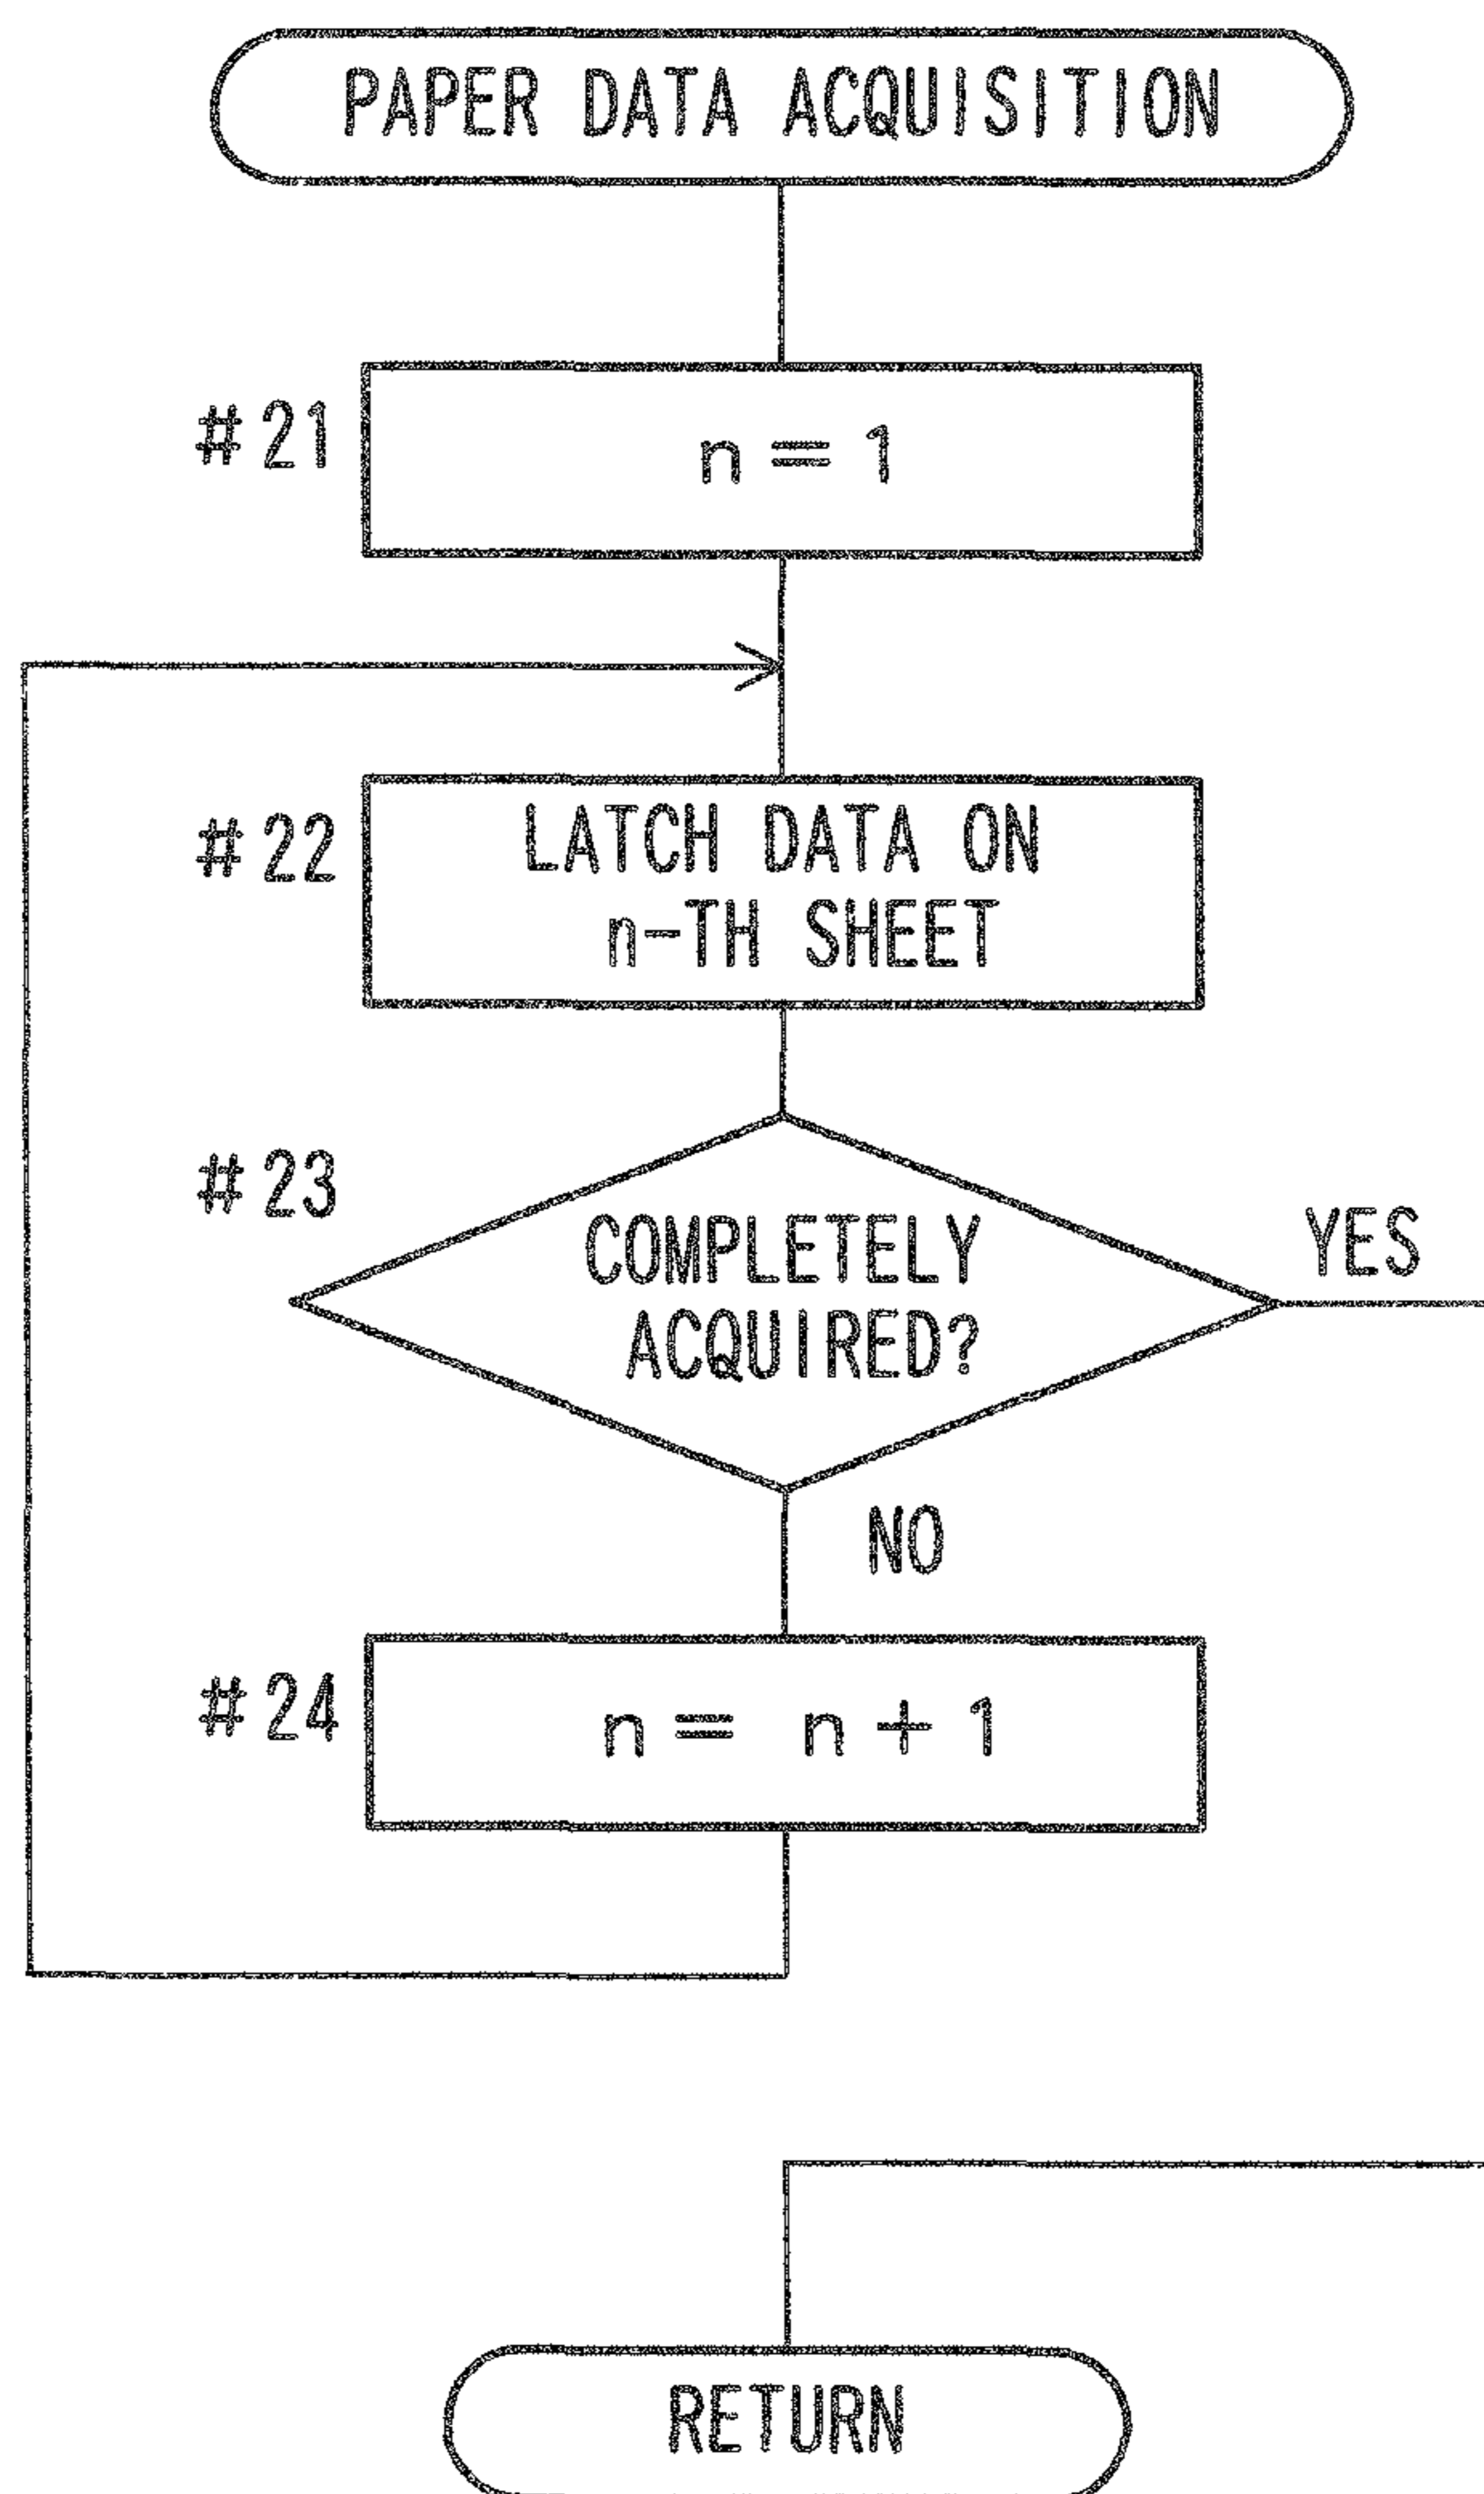 PAPER DATA ACQUISITION
#21
n=1
#22
LATCH DATA ON
n-TH SHEET
#23
COMPLETELY
ACQUIRED?
YES
NO
#24
n= n+1
RETURN